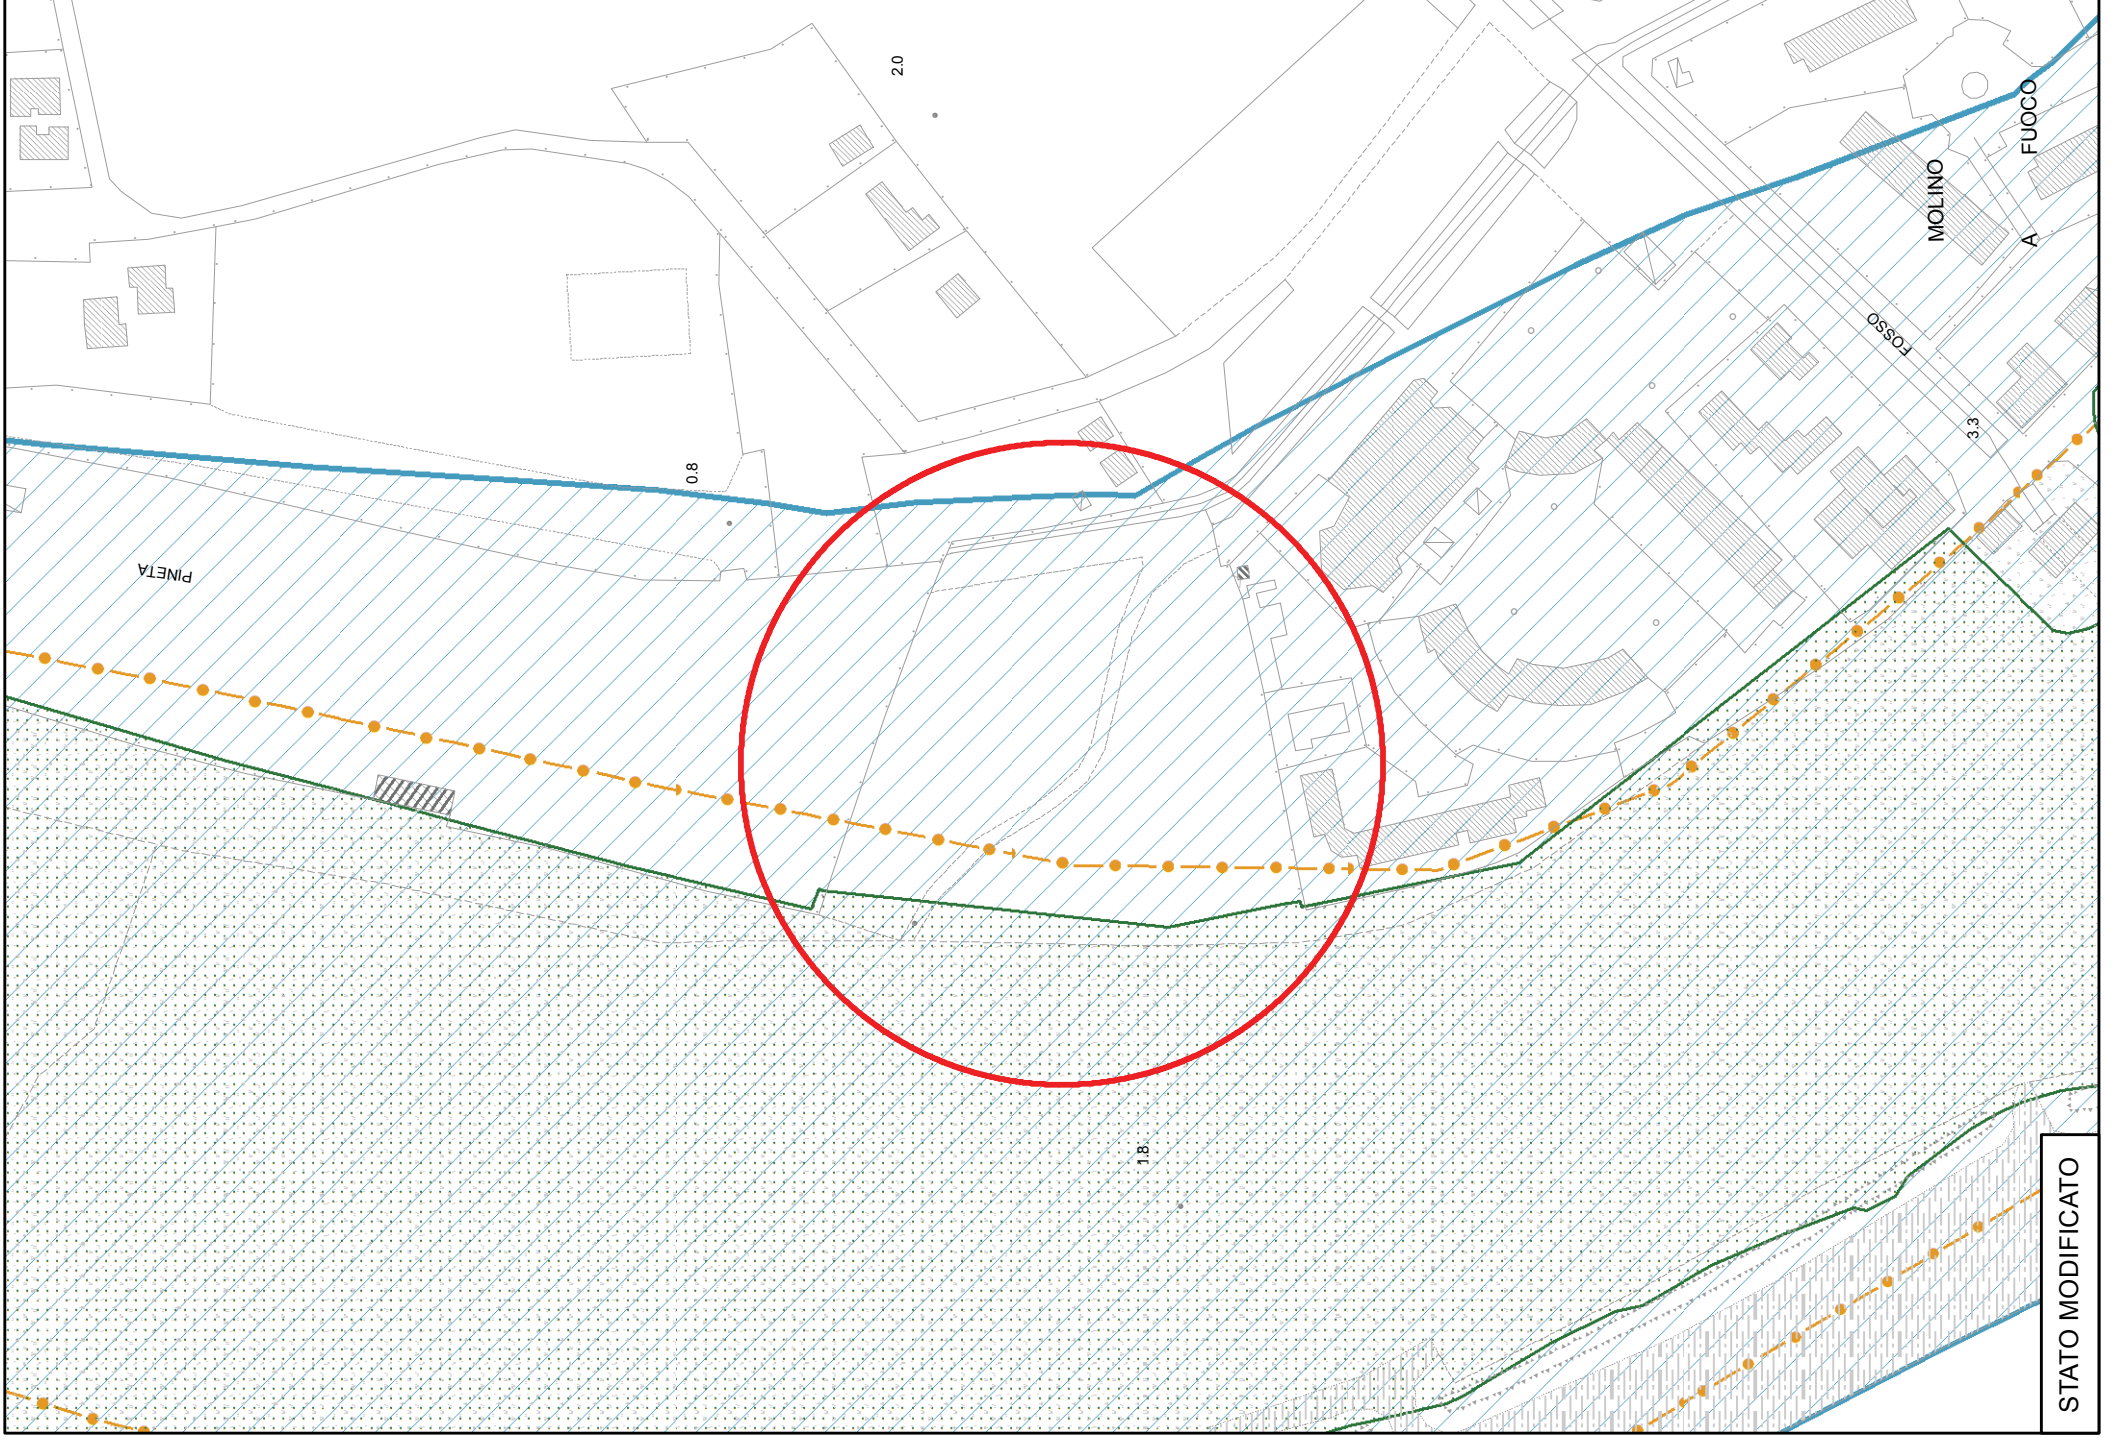 2.0
0.8
PINETA
FOSSO
MOLINO
A FUOCO
3.3
1.8
STATO MODIFICATO